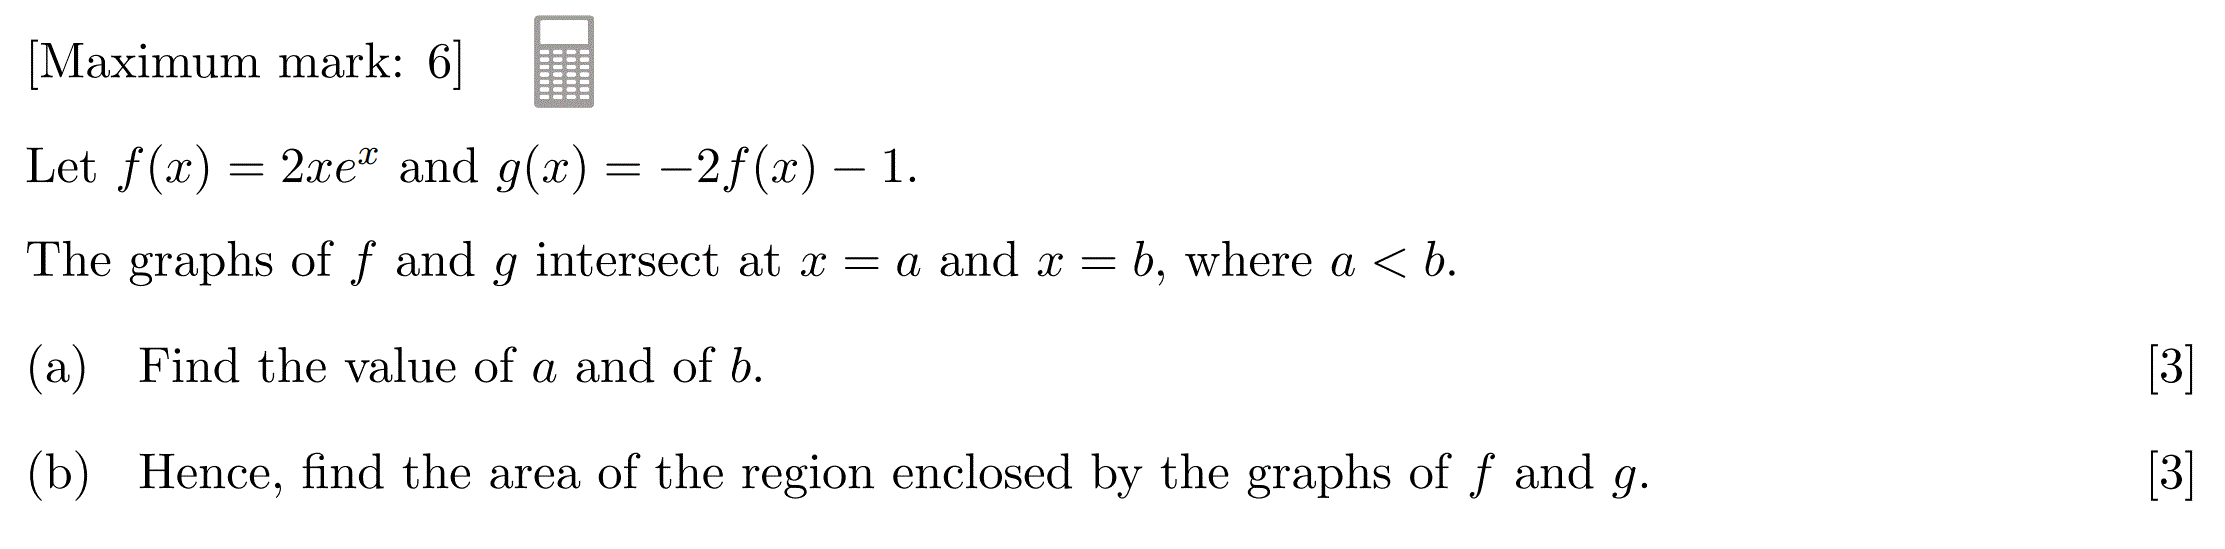 [Maximum mark: 6]
Let f(x) = 2xeˣ and g(x) = −2f(x) − 1.
The graphs of f and g intersect at x = a and x = b, where a < b.
(a) Find the value of a and of b. [3]
(b) Hence, find the area of the region enclosed by the graphs of f and g. [3]